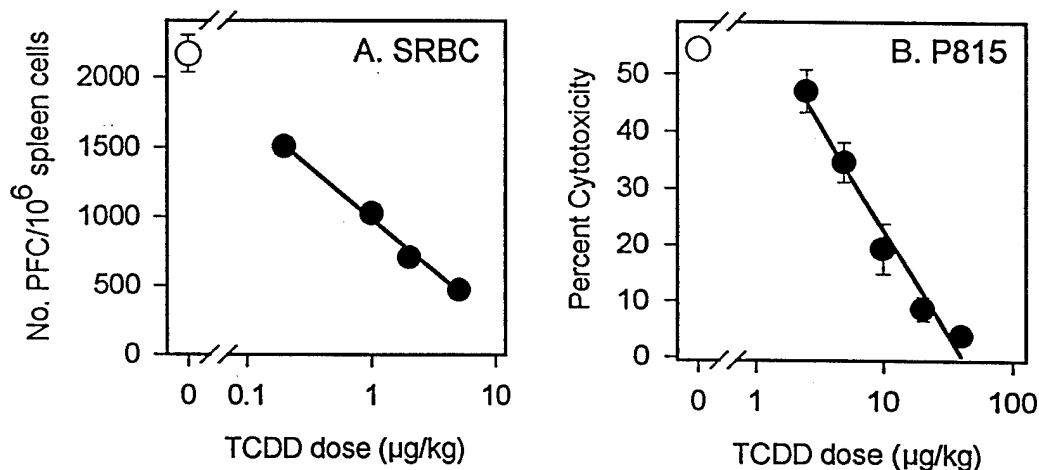 A. SRBC
No. PFC/10⁶ spleen cells
2000
1500
1000
500
0
0 0.1 1 10
TCDD dose (µg/kg)
B. P815
Percent Cytotoxicity
50
40
30
20
10
0
0 1 10 100
TCDD dose (µg/kg)